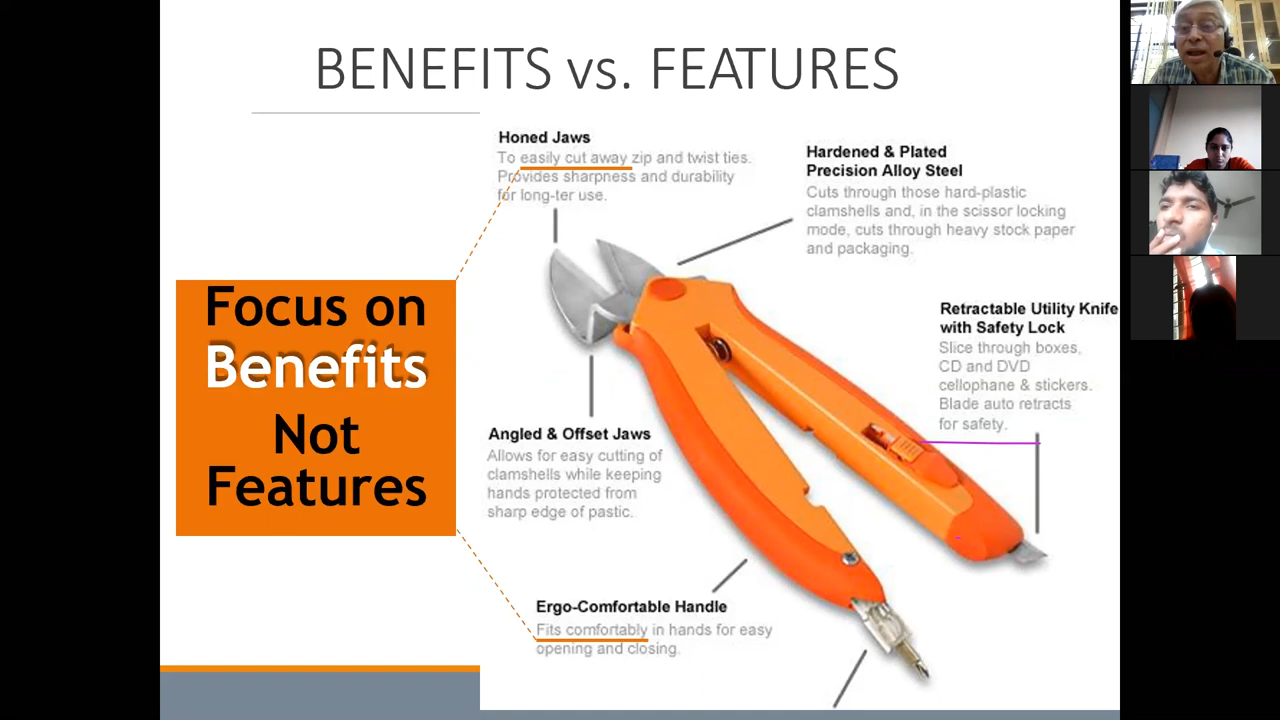 BENEFITS vs. FEATURES
Honed Jaws
To easily cut away zip and twist ties.
Provides sharpness and durability
for long-ter use.
Hardened & Plated
Precision Alloy Steel
Cuts through those hard-plastic
clamshells and, in the scissor locking
mode, cuts through heavy stock paper
and packaging.
Focus on
Benefits
Not
Features
Retractable Utility Knife
with Safety Lock
Slice through boxes,
CD and DVD
cellophane & stickers.
Blade auto retracts
for safety.
Angled & Offset Jaws
Allows for easy cutting of
clamshells while keeping
hands protected from
sharp edge of pastic.
Ergo-Comfortable Handle
Fits comfortably in hands for easy
opening and closing.